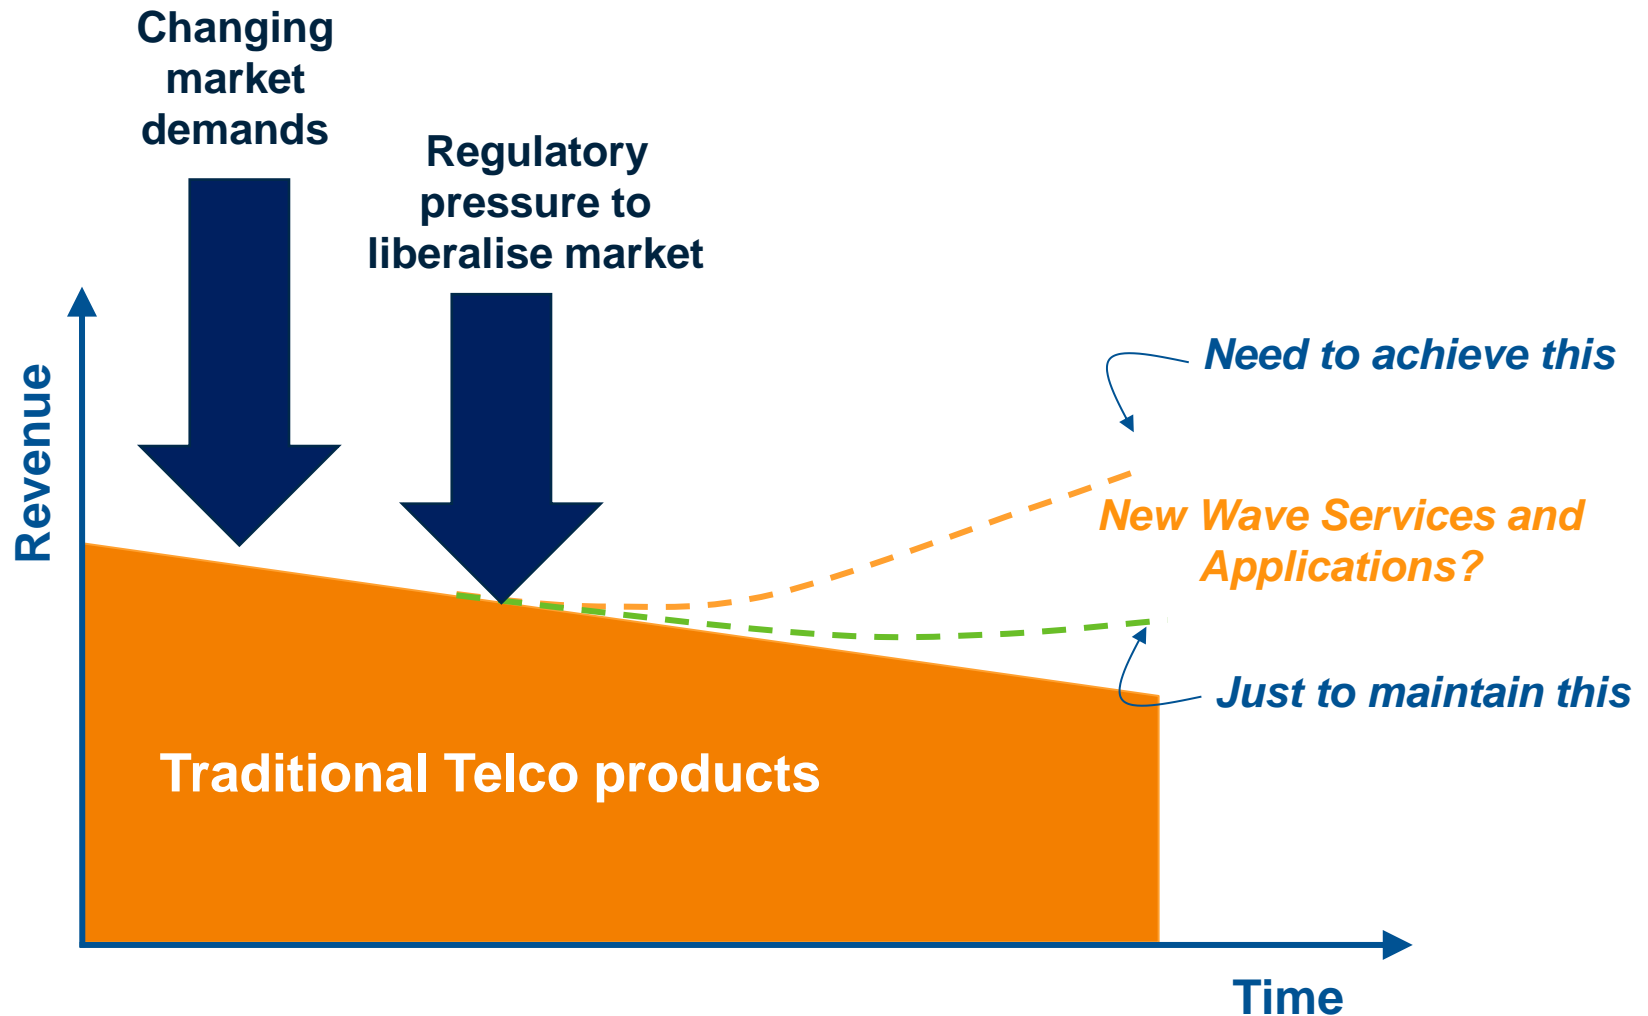 Changing
market
demands
Regulatory
pressure to
liberalise market
Revenue
Need to achieve this
New Wave Services and
Applications?
Just to maintain this
Traditional Telco products
Time